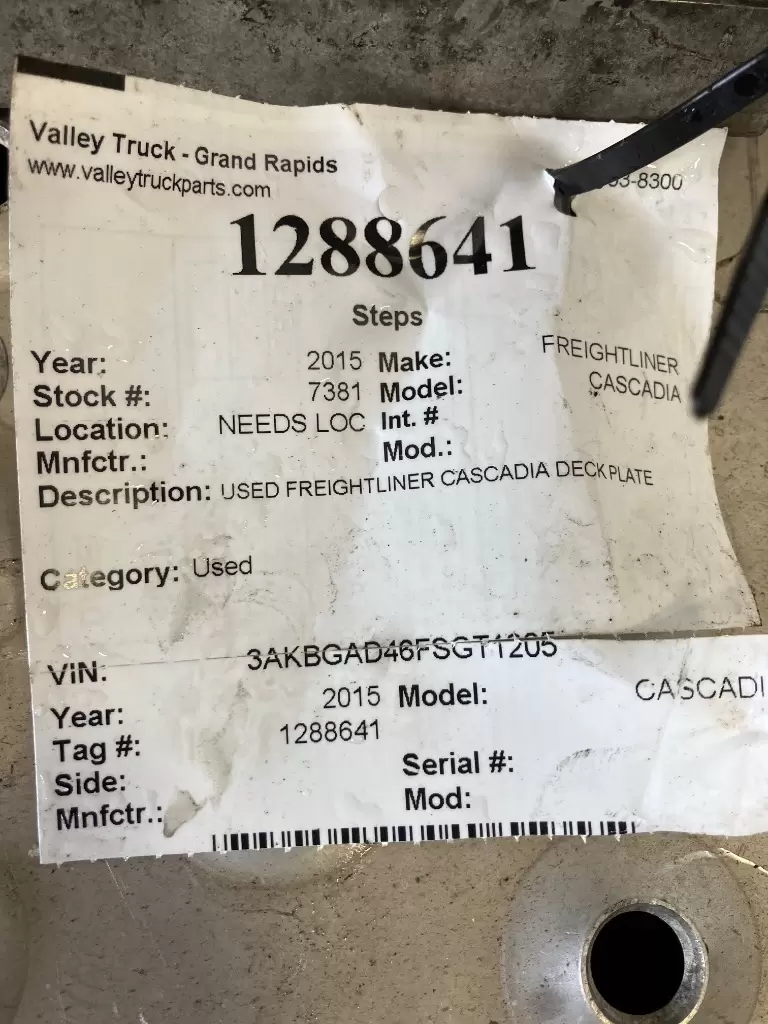 Valley Truck - Grand Rapids
www.valleytruckparts.com
3-8300
1288641
Steps
Year: 2015 Make: FREIGHTLINER
Stock #: 7381 Model: CASCADIA
Location: NEEDS LOC Int. #
Mnfctr.: Mod.:
Description: USED FREIGHTLINER CASCADIA DECK PLATE
Category: Used
VIN: 3AKBGAD46FSGT1205
Year: 2015 Model: CASCADI
Tag #: 1288641
Side: Serial #:
Mnfctr.: Mod: